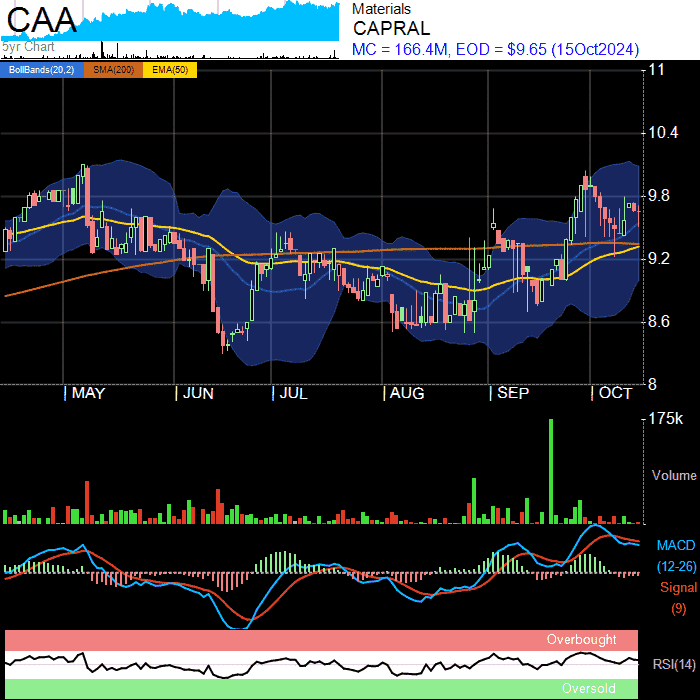 CAA
5yr Chart
Materials
CAPRAL
MC = 166.4M, EOD = $9.65 (15Oct2024)
BollBands(20,2) SMA(200) EMA(50)
11
10.4
9.8
9.2
8.6
8
MAY JUN JUL AUG SEP OCT
175k
Volume
MACD
(12-26)
Signal
(9)
Overbought
RSI(14)
Oversold